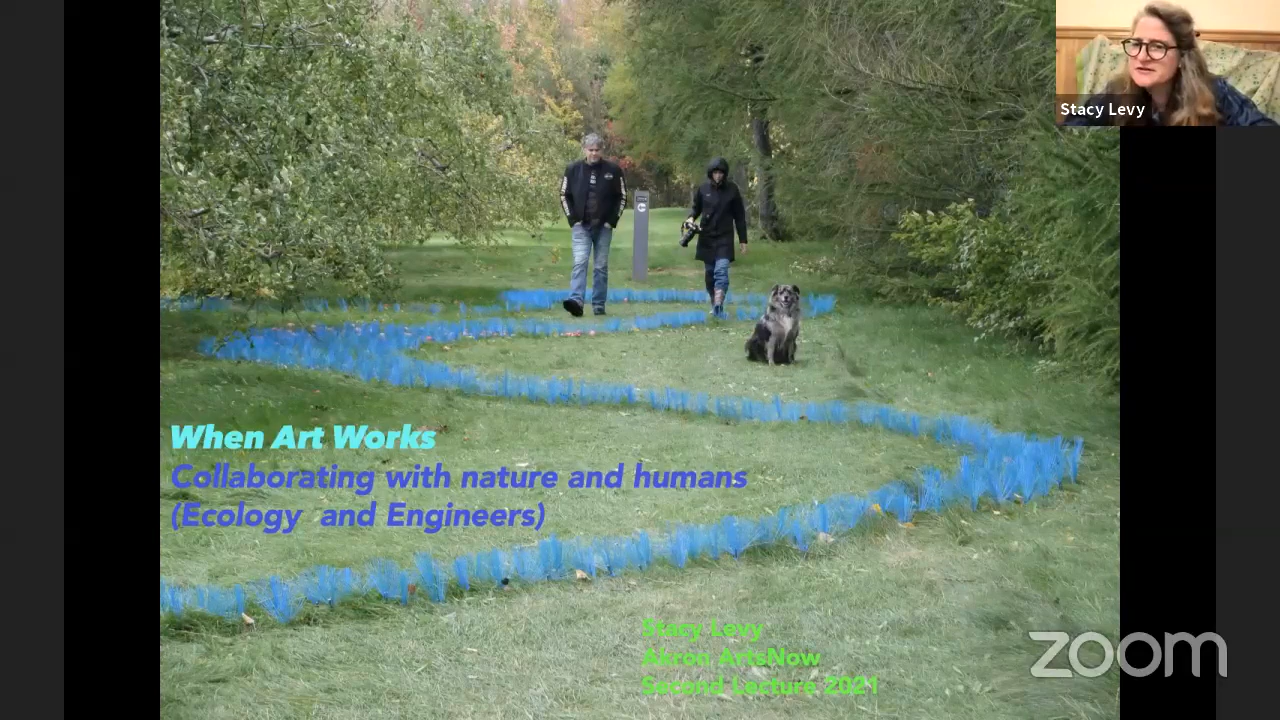 Stacy Levy
When Art Works
Collaborating with nature and humans
(Ecology and Engineers)
Stacy Levy
Akron ArtsNow
Second Lecture 2021
zoom